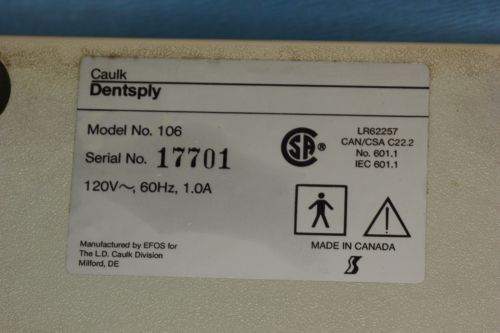 Caulk
Dentsply
Model No. 106
Serial No. 17701
120V~, 60Hz, 1.0A
Manufactured by EFOS for
The L.D. Caulk Division
Milford, DE
SA ®
LR62257
CAN/CSA C22.2
No. 601.1
IEC 601.1
MADE IN CANADA